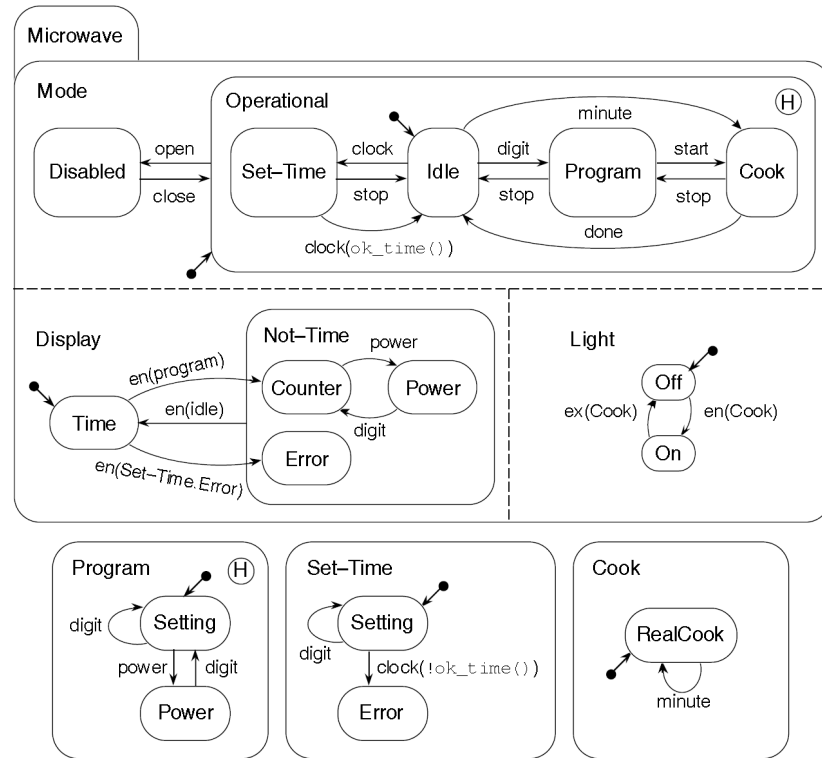 Microwave
Mode
Operational
H
minute
open
clock
digit
start
Disabled
Set–Time
Idle
Program
Cook
close
stop
stop
stop
done
clock(ok_time())
Display
Not–Time
Light
power
en(program)
Counter
Power
Off
en(idle)
ex(Cook)
en(Cook)
Time
digit
Error
On
en(Set–Time.Error)
Program
H
Set–Time
Cook
Setting
Setting
RealCook
digit
digit
power
digit
clock(!ok_time())
minute
Power
Error